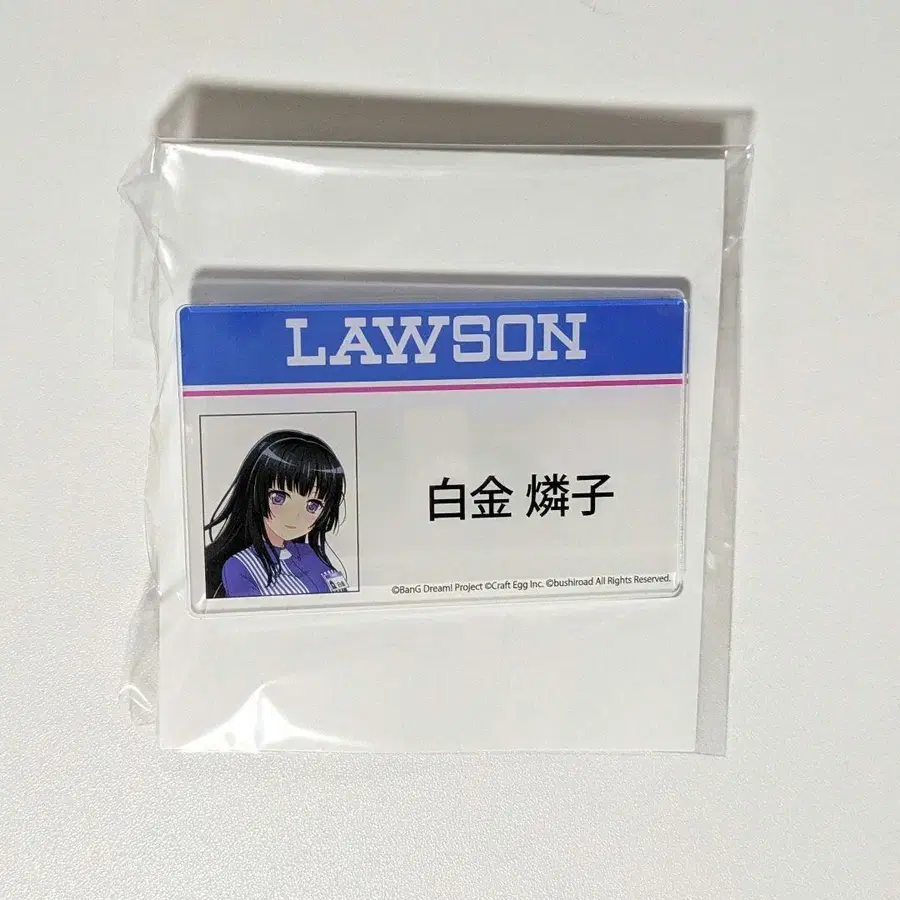 LAWSON
白金 燐子
©BanG Dream! Project ©Craft Egg Inc. ©bushiroad All Rights Reserved.